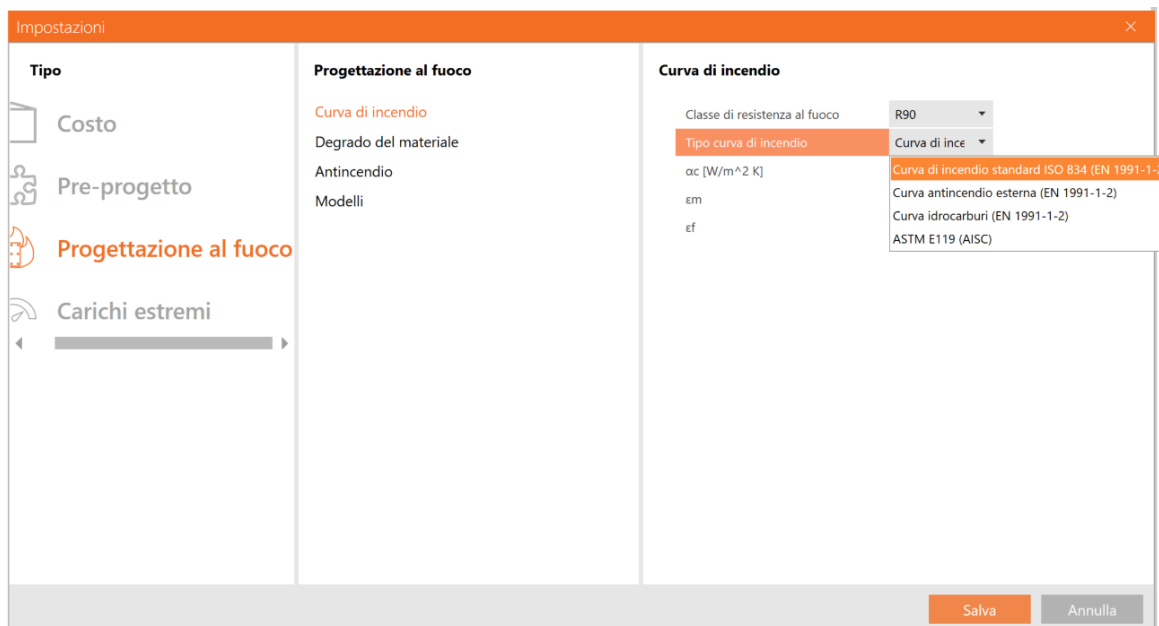 Impostazioni
Tipo
Costo
Pre-progetto
Progettazione al fuoco
Carichi estremi
Progettazione al fuoco
Curva di incendio
Degrado del materiale
Antincendio
Modelli
Curva di incendio
Classe di resistenza al fuoco R90
Tipo curva di incendio Curva di ince
αc [W/m^2 K]
εm
εf
Curva di incendio standard ISO 834 (EN 1991-1-2
Curva antincendio esterna (EN 1991-1-2)
Curva idrocarburi (EN 1991-1-2)
ASTM E119 (AISC)
Salva Annulla